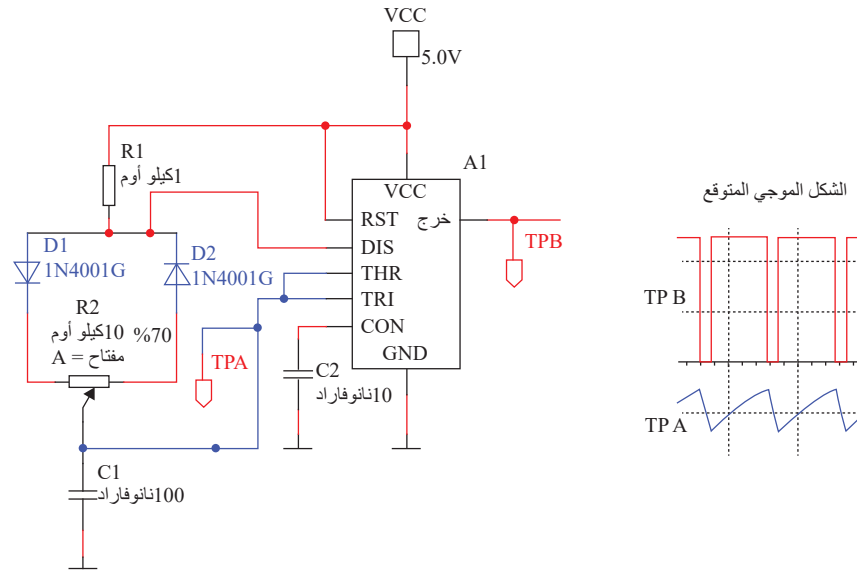 VCC
5.0V
R1
1كيلو أوم
A1
VCC
RST
خرج
DIS
THR
TRI
CON
GND
TPB
D1
1N4001G
D2
1N4001G
R2
10كيلو أوم
%70
مفتاح = A
TPA
C2
10نانوفاراد
C1
100نانوفاراد
الشكل الموجي المتوقع
TP B
TP A